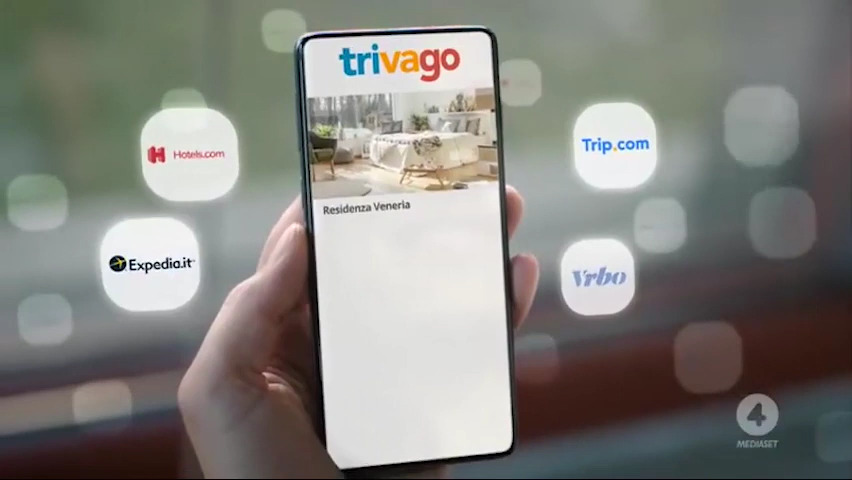 trivago
Hotels.com
Trip.com
Residenza Veneria
Expedia.it
Vrbo
4
MEDIASET